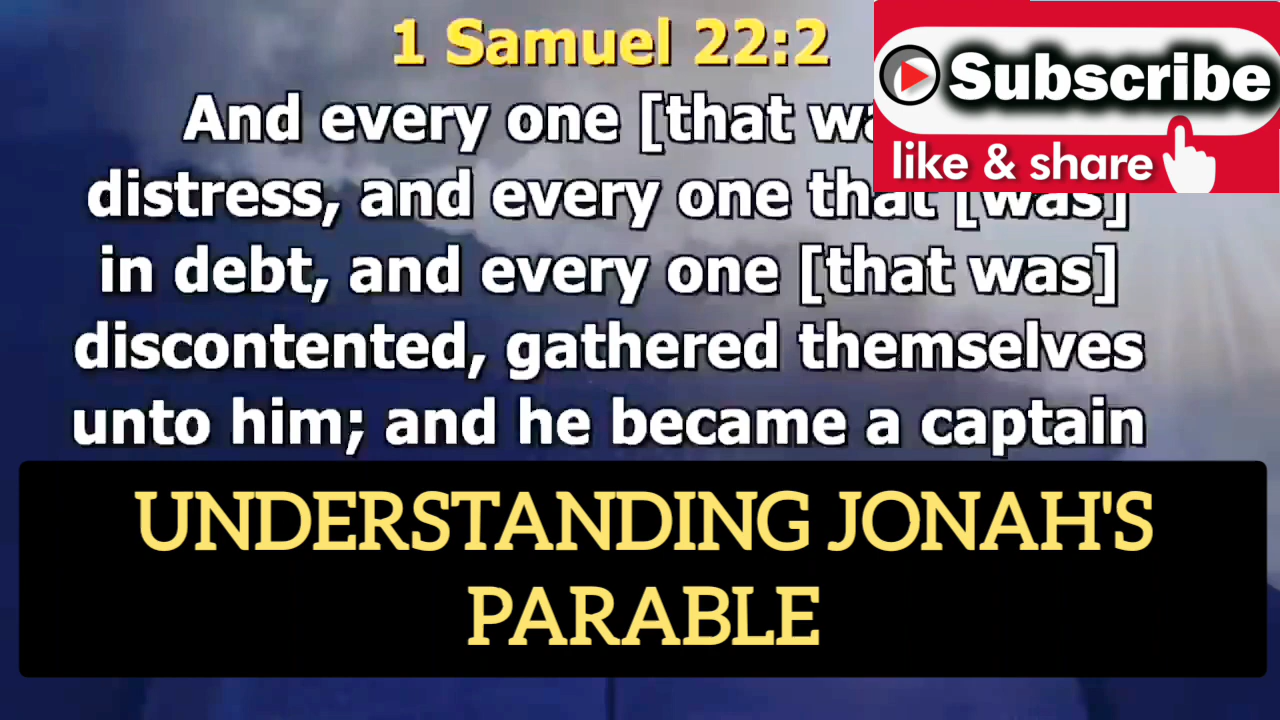 1 Samuel 22:2
And every one [that
distress, and every one that [was]
in debt, and every one [that was]
discontented, gathered themselves
unto him; and he became a captain
Subscribe
like & share
UNDERSTANDING JONAH'S
PARABLE